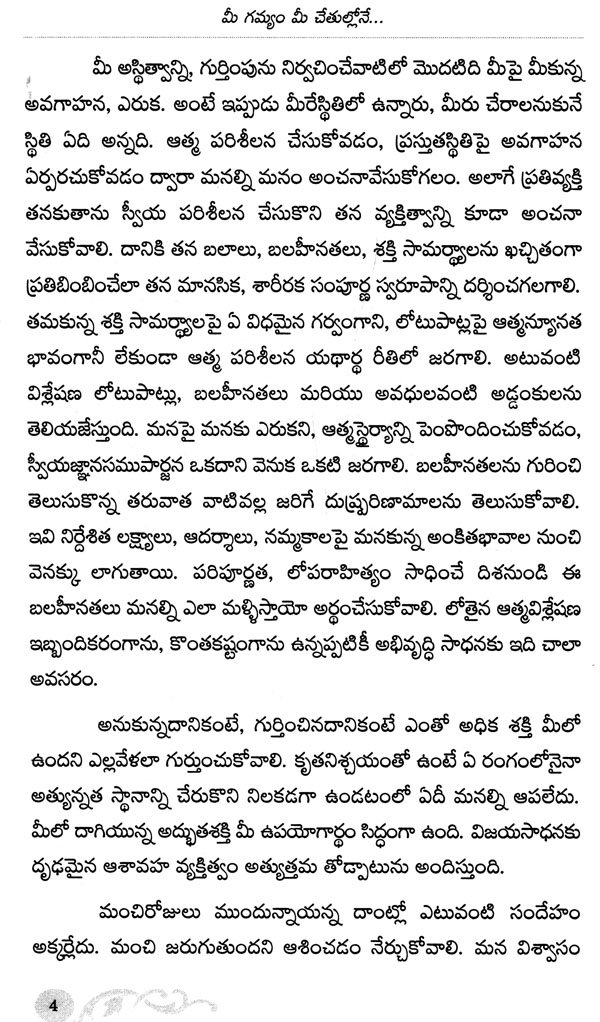 మీ గమ్యం మీ చేతుల్లోనే...
మీ అస్థిత్వాన్ని, గుర్తింపును నిర్వచించేవాటిలో మొదటిది మీపై మీకున్న
అవగాహన, ఎరుక. అంటే ఇప్పుడు మీరేస్థితిలో ఉన్నారు, మీరు చేరాలనుకునే
స్థితి ఏది అన్నది. ఆత్మ పరిశీలన చేసుకోవడం, ప్రస్తుతస్థితిపై అవగాహన
ఏర్పరచుకోవడం ద్వారా మనల్ని మనం అంచనావేసుకోగలం. అలాగే ప్రతివ్యక్తి
తనకుతాను స్వీయ పరిశీలన చేసుకొని తన వ్యక్తిత్వాన్ని కూడా అంచనా
వేసుకోవాలి. దానికి తన బలాలు, బలహీనతలు, శక్తి సామర్థ్యాలను ఖచ్చితంగా
ప్రతిబింబించేలా తన మానసిక, శారీరక సంపూర్ణ స్వరూపాన్ని దర్శించగలగాలి.
తమకున్న శక్తి సామర్థ్యాలపై ఏ విధమైన గర్వంగాని, లోటుపాట్లపై ఆత్మన్యూనత
భావంగానీ లేకుండా ఆత్మ పరిశీలన యథార్థ రీతిలో జరగాలి. అటువంటి
విశ్లేషణ లోటుపాట్లు, బలహీనతలు మరియు అవధులవంటి అడ్డంకులను
తెలియజేస్తుంది. మనపై మనకు ఎరుకని, ఆత్మస్థైర్యాన్ని పెంపొందించుకోవడం,
స్వీయజ్ఞానసముపార్జన ఒకదాని వెనుక ఒకటి జరగాలి. బలహీనతలను గురించి
తెలుసుకొన్న తరువాత వాటివల్ల జరిగే దుష్పరిణామాలను తెలుసుకోవాలి.
ఇవి నిర్దేశిత లక్ష్యాలు, ఆదర్శాలు, నమ్మకాలపై మనకున్న అంకితభావాల నుంచి
వెనక్కు లాగుతాయి. పరిపూర్ణత, లోపరాహిత్యం సాధించే దిశనుండి ఈ
బలహీనతలు మనల్ని ఎలా మళ్ళిస్తాయో అర్థంచేసుకోవాలి. లోతైన ఆత్మవిశ్లేషణ
ఇబ్బందికరంగాను, కొంతకష్టంగాను ఉన్నప్పటికీ అభివృద్ధి సాధనకు ఇది చాలా
అవసరం.
అనుకున్నదానికంటే, గుర్తించినదానికంటే ఎంతో అధిక శక్తి మీలో
ఉందని ఎల్లవేళలా గుర్తుంచుకోవాలి. కృతనిశ్చయంతో ఉంటే ఏ రంగంలోనైనా
అత్యున్నత స్థానాన్ని చేరుకొని నిలకడగా ఉండటంలో ఏదీ మనల్ని ఆపలేదు.
మీలో దాగియున్న అద్భుతశక్తి మీ ఉపయోగార్థం సిద్ధంగా ఉంది. విజయసాధనకు
దృఢమైన ఆశావహ వ్యక్తిత్వం అత్యుత్తమ తోడ్పాటును అందిస్తుంది.
మంచిరోజులు ముందున్నాయన్న దాంట్లో ఎటువంటి సందేహం
అక్కర్లేదు. మంచి జరుగుతుందని ఆశించడం నేర్చుకోవాలి. మన విశ్వాసం
4